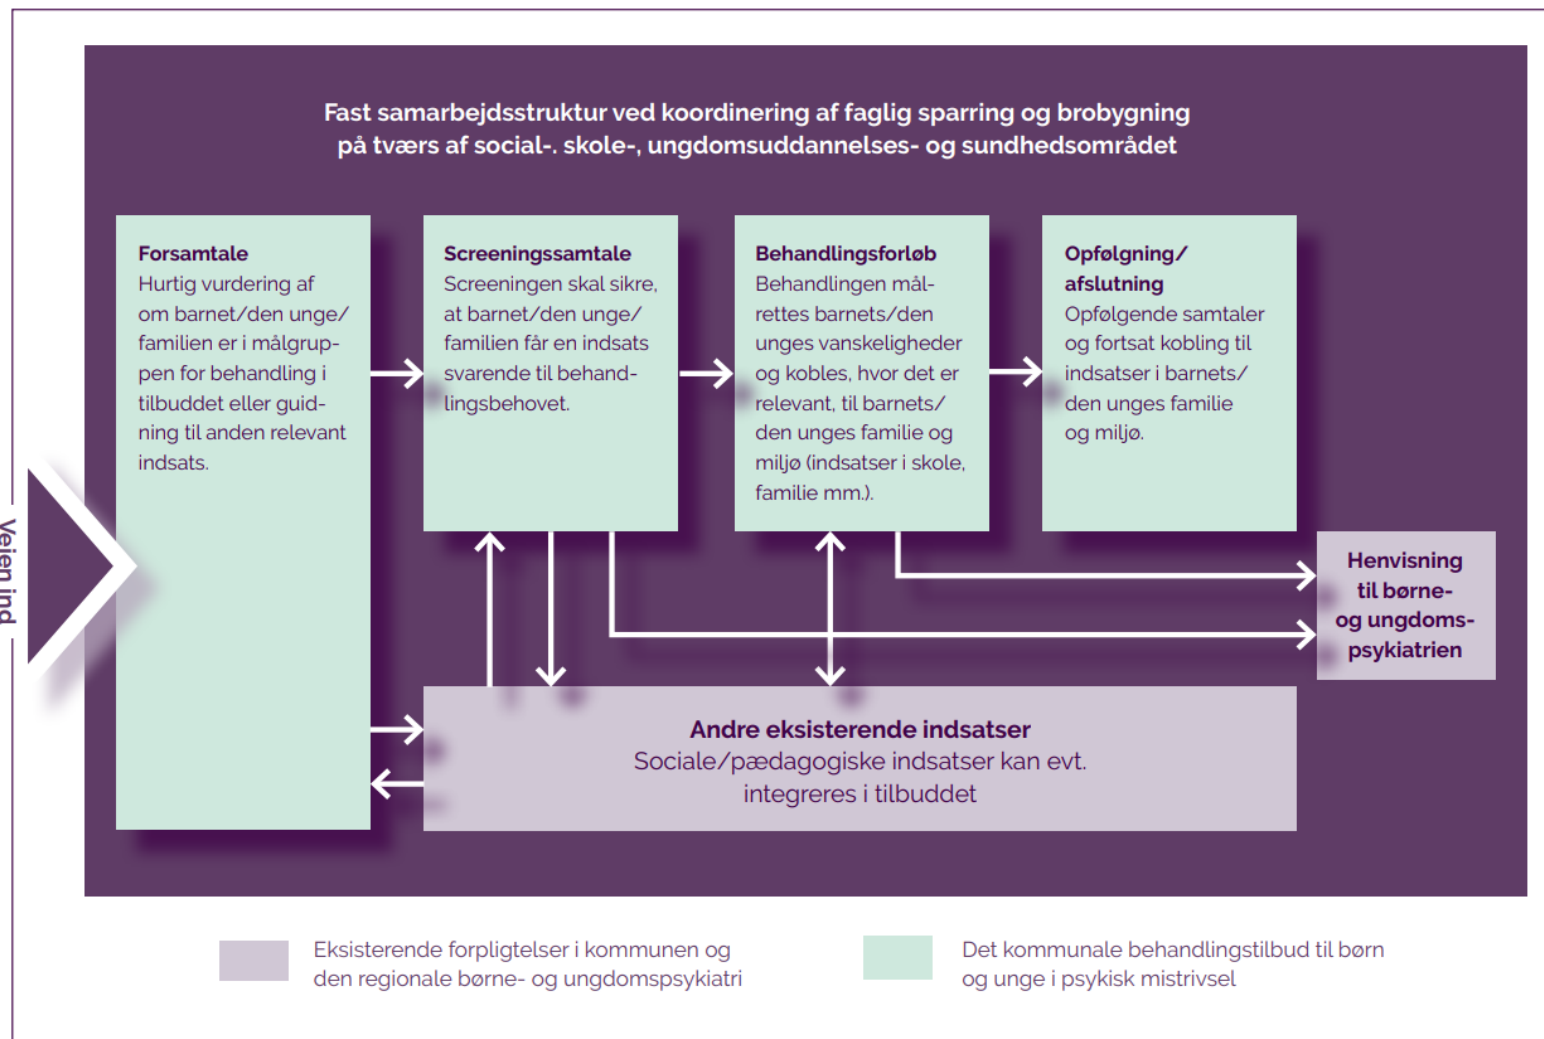 Fast samarbejdsstruktur ved koordinering af faglig sparring og brobygning
på tværs af social-. skole-, ungdomsuddannelses- og sundhedsområdet
Veien ind
Forsamtale
Hurtig vurdering af
om barnet/den unge/
familien er i målgrup-
pen for behandling i
tilbuddet eller guid-
ning til anden relevant
indsats.
Screeningssamtale
Screeningen skal sikre,
at barnet/den unge/
familien får en indsats
svarende til behand-
lingsbehovet.
Behandlingsforløb
Behandlingen mål-
rettes barnets/den
unges vanskeligheder
og kobles, hvor det er
relevant, til barnets/
den unges familie og
miljø (indsatser i skole,
familie mm.).
Opfølgning/
afslutning
Opfølgende samtaler
og fortsat kobling til
indsatser i barnets/
den unges familie
og miljø.
Henvisning
til børne-
og ungdoms-
psykiatrien
Andre eksisterende indsatser
Sociale/pædagogiske indsatser kan evt.
integreres i tilbuddet
Eksisterende forpligtelser i kommunen og
den regionale børne- og ungdomspsykiatri
Det kommunale behandlingstilbud til børn
og unge i psykisk mistrivsel